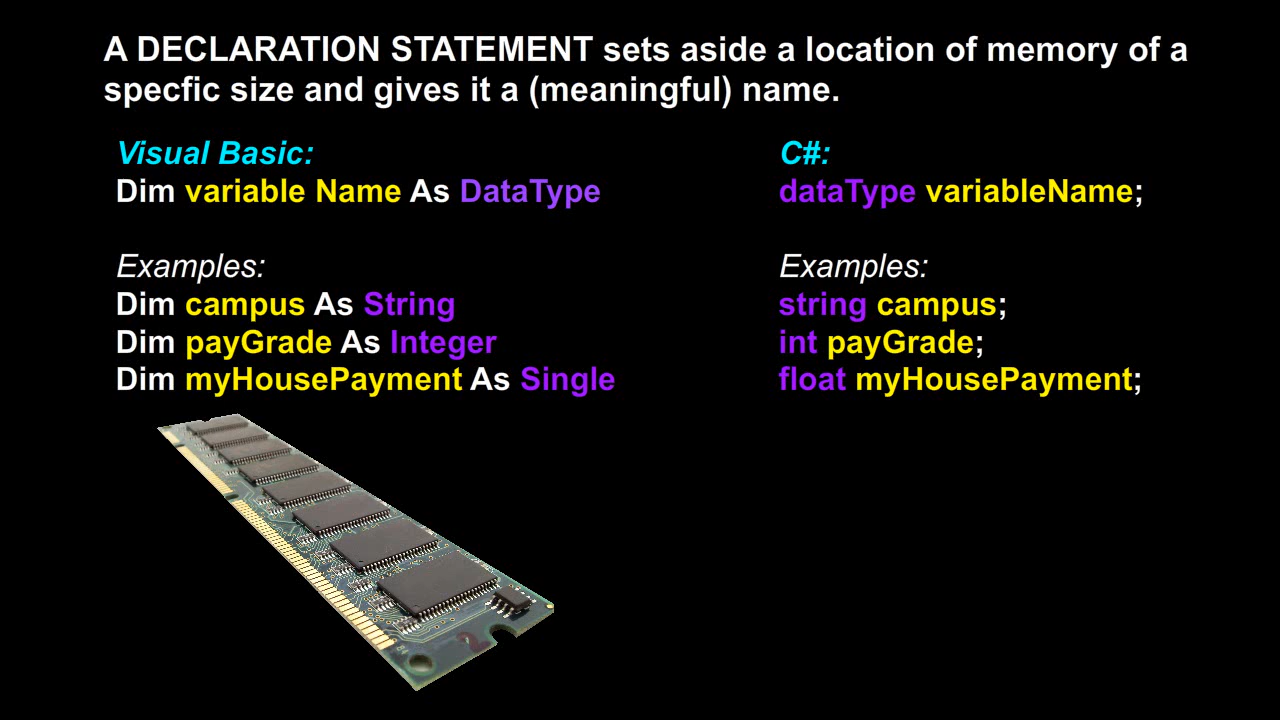 A DECLARATION STATEMENT sets aside a location of memory of a
specfic size and gives it a (meaningful) name.
Visual Basic:
Dim variable Name As DataType
Examples:
Dim campus As String
Dim payGrade As Integer
Dim myHousePayment As Single
C#:
dataType variableName;
Examples:
string campus;
int payGrade;
float myHousePayment;